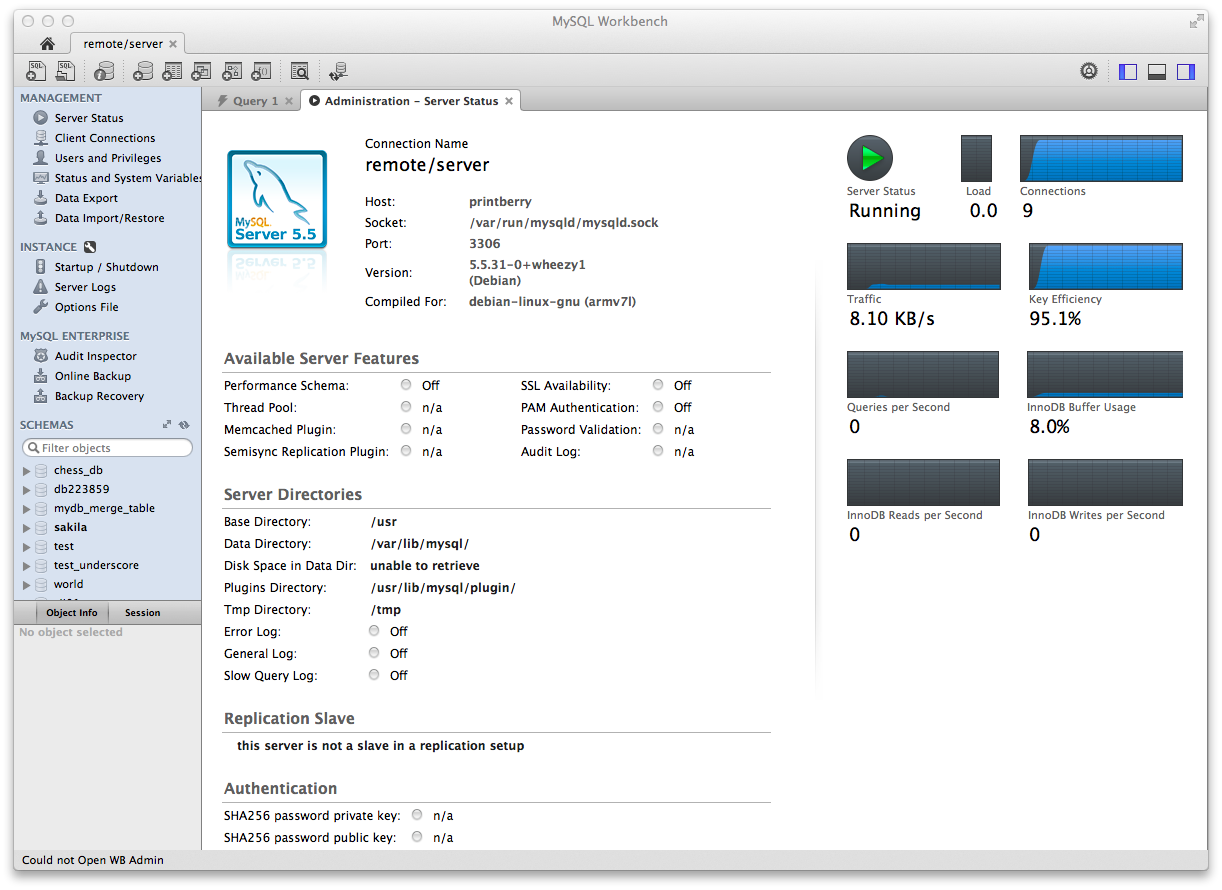 MySQL Workbench
remote/server
SQL SQL
MANAGEMENT
Server Status
Client Connections
Users and Privileges
Status and System Variables
Data Export
Data Import/Restore
INSTANCE
Startup / Shutdown
Server Logs
Options File
MySQL ENTERPRISE
Audit Inspector
Online Backup
Backup Recovery
SCHEMAS
Filter objects
chess_db
db223859
mydb_merge_table
sakila
test
test_underscore
world
Object Info Session
No object selected
Query 1 Administration - Server Status
MySQL
Server 5.5
Connection Name
remote/server
Host: printberry
Socket: /var/run/mysqld/mysqld.sock
Port: 3306
Version: 5.5.31-0+wheezy1
(Debian)
Compiled For: debian-linux-gnu (armv7l)
Available Server Features
Performance Schema: Off SSL Availability: Off
Thread Pool: n/a PAM Authentication: Off
Memcached Plugin: n/a Password Validation: n/a
Semisync Replication Plugin: n/a Audit Log: n/a
Server Directories
Base Directory: /usr
Data Directory: /var/lib/mysql/
Disk Space in Data Dir: unable to retrieve
Plugins Directory: /usr/lib/mysql/plugin/
Tmp Directory: /tmp
Error Log: Off
General Log: Off
Slow Query Log: Off
Replication Slave
this server is not a slave in a replication setup
Authentication
SHA256 password private key: n/a
SHA256 password public key: n/a
Server Status Load Connections
Running 0.0 9
Traffic Key Efficiency
8.10 KB/s 95.1%
Queries per Second InnoDB Buffer Usage
0 8.0%
InnoDB Reads per Second InnoDB Writes per Second
0 0
Could not Open WB Admin